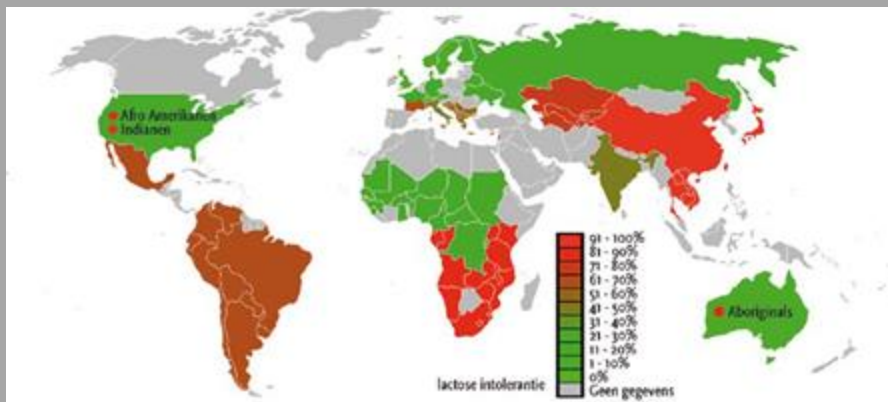 Afro Amerikanen
Indianen
91 - 100%
81 - 90%
71 - 80%
61 - 70%
51 - 60%
41 - 50%
31 - 40%
21 - 30%
11 - 20%
1 - 10%
0%
Geen gegevens
lactose intolerantie
Aboriginals